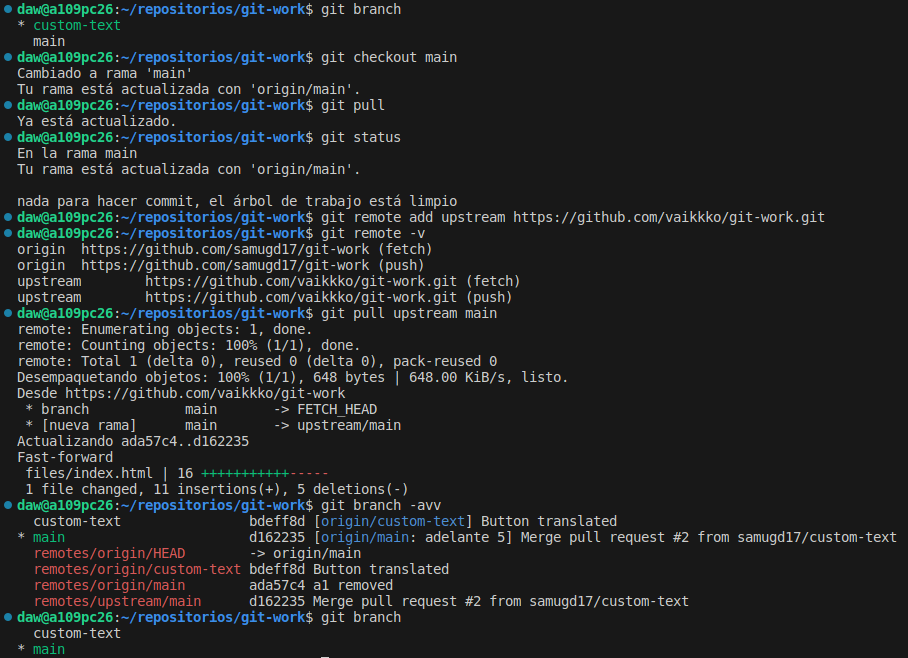 daw@a109pc26:~/repositorios/git-work$ git branch
* custom-text
  main
daw@a109pc26:~/repositorios/git-work$ git checkout main
Cambiado a rama 'main'
Tu rama está actualizada con 'origin/main'.
daw@a109pc26:~/repositorios/git-work$ git pull
Ya está actualizado.
daw@a109pc26:~/repositorios/git-work$ git status
En la rama main
Tu rama está actualizada con 'origin/main'.

nada para hacer commit, el árbol de trabajo está limpio
daw@a109pc26:~/repositorios/git-work$ git remote add upstream https://github.com/vaikkko/git-work.git
daw@a109pc26:~/repositorios/git-work$ git remote -v
origin  https://github.com/samugd17/git-work (fetch)
origin  https://github.com/samugd17/git-work (push)
upstream        https://github.com/vaikkko/git-work.git (fetch)
upstream        https://github.com/vaikkko/git-work.git (push)
daw@a109pc26:~/repositorios/git-work$ git pull upstream main
remote: Enumerating objects: 1, done.
remote: Counting objects: 100% (1/1), done.
remote: Total 1 (delta 0), reused 0 (delta 0), pack-reused 0
Desempaquetando objetos: 100% (1/1), 648 bytes | 648.00 KiB/s, listo.
Desde https://github.com/vaikkko/git-work
 * branch            main       -> FETCH_HEAD
 * [nueva rama]      main       -> upstream/main
Actualizando ada57c4..d162235
Fast-forward
 files/index.html | 16 +++++++++++-----
 1 file changed, 11 insertions(+), 5 deletions(-)
daw@a109pc26:~/repositorios/git-work$ git branch -avv
  custom-text                bdeff8d [origin/custom-text] Button translated
* main                       d162235 [origin/main: adelante 5] Merge pull request #2 from samugd17/custom-text
  remotes/origin/HEAD        -> origin/main
  remotes/origin/custom-text bdeff8d Button translated
  remotes/origin/main        ada57c4 a1 removed
  remotes/upstream/main      d162235 Merge pull request #2 from samugd17/custom-text
daw@a109pc26:~/repositorios/git-work$ git branch
  custom-text
* main